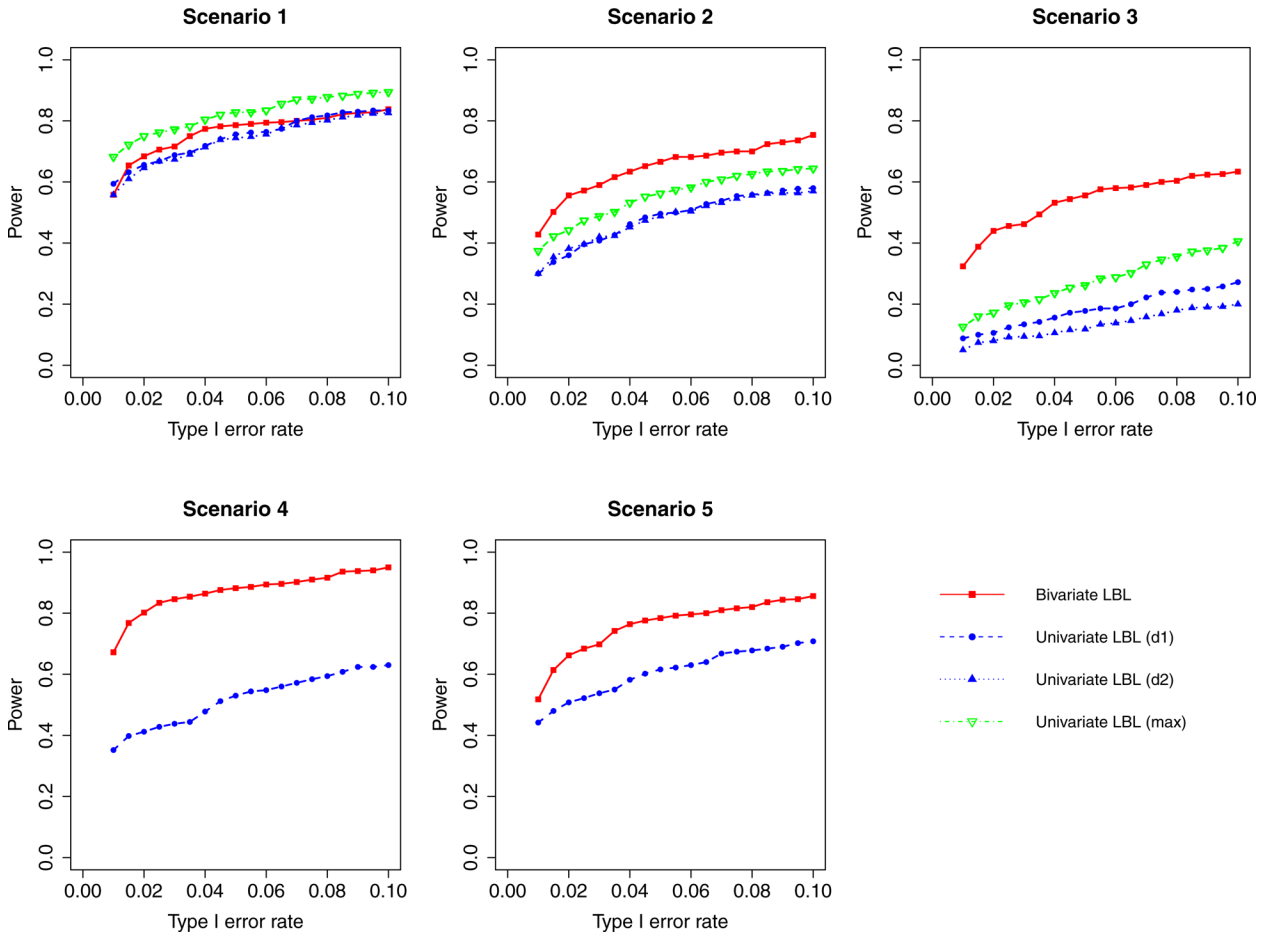 Scenario 1
Power
0.0 0.2 0.4 0.6 0.8 1.0
0.00 0.02 0.04 0.06 0.08 0.10
Type I error rate
Scenario 2
Power
0.0 0.2 0.4 0.6 0.8 1.0
0.00 0.02 0.04 0.06 0.08 0.10
Type I error rate
Scenario 3
Power
0.0 0.2 0.4 0.6 0.8 1.0
0.00 0.02 0.04 0.06 0.08 0.10
Type I error rate
Scenario 4
Power
0.0 0.2 0.4 0.6 0.8 1.0
0.00 0.02 0.04 0.06 0.08 0.10
Type I error rate
Scenario 5
Power
0.0 0.2 0.4 0.6 0.8 1.0
0.00 0.02 0.04 0.06 0.08 0.10
Type I error rate
Bivariate LBL
Univariate LBL (d1)
Univariate LBL (d2)
Univariate LBL (max)